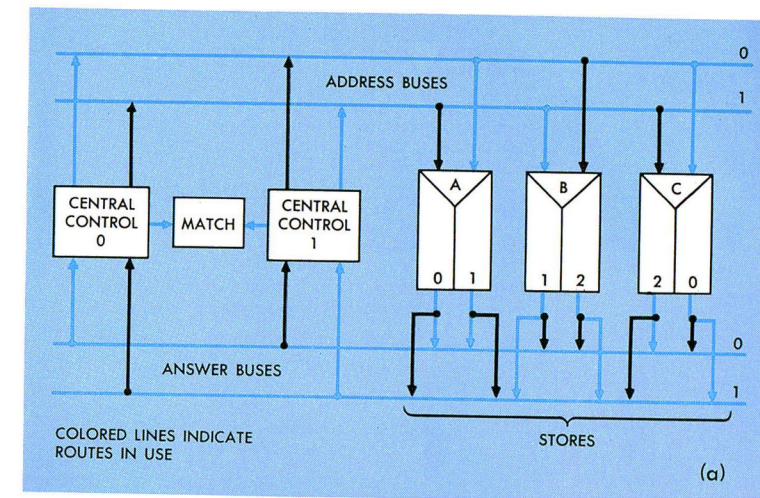 0
ADDRESS BUSES
1
A
B
C
CENTRAL
CONTROL
0
MATCH
CENTRAL
CONTROL
1
0 1
1 2
2 0
0
ANSWER BUSES
1
COLORED LINES INDICATE
ROUTES IN USE
STORES
(a)